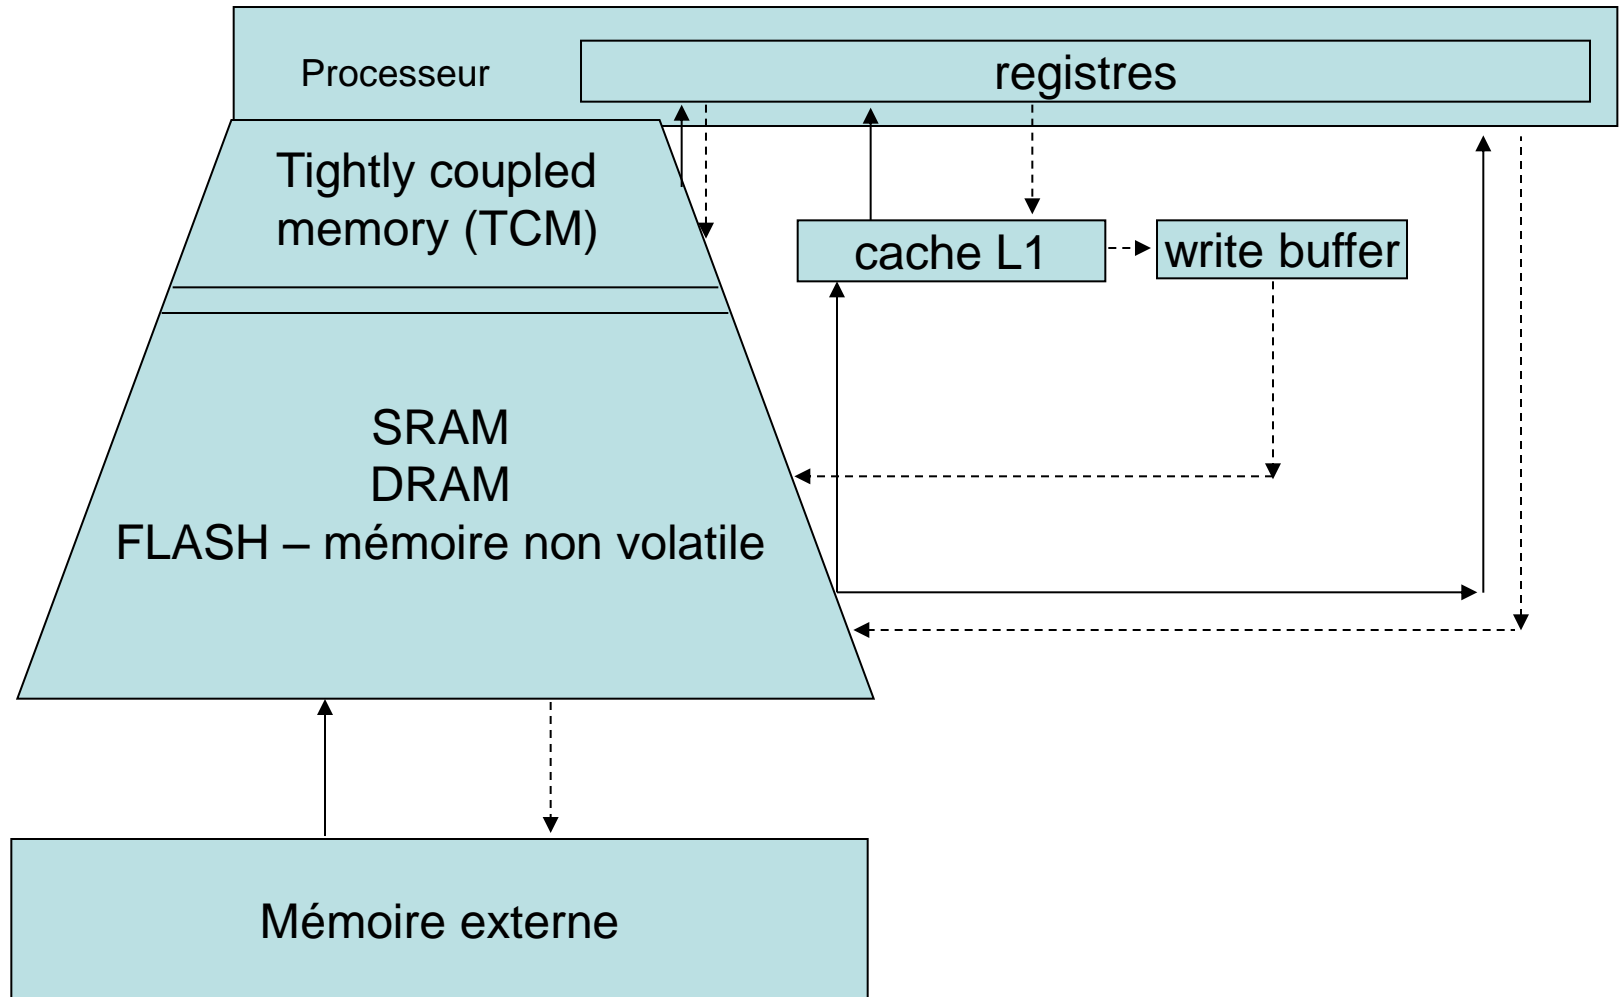 Processeur
registres
Tightly coupled
memory (TCM)
cache L1
write buffer
SRAM
DRAM
FLASH – mémoire non volatile
Mémoire externe